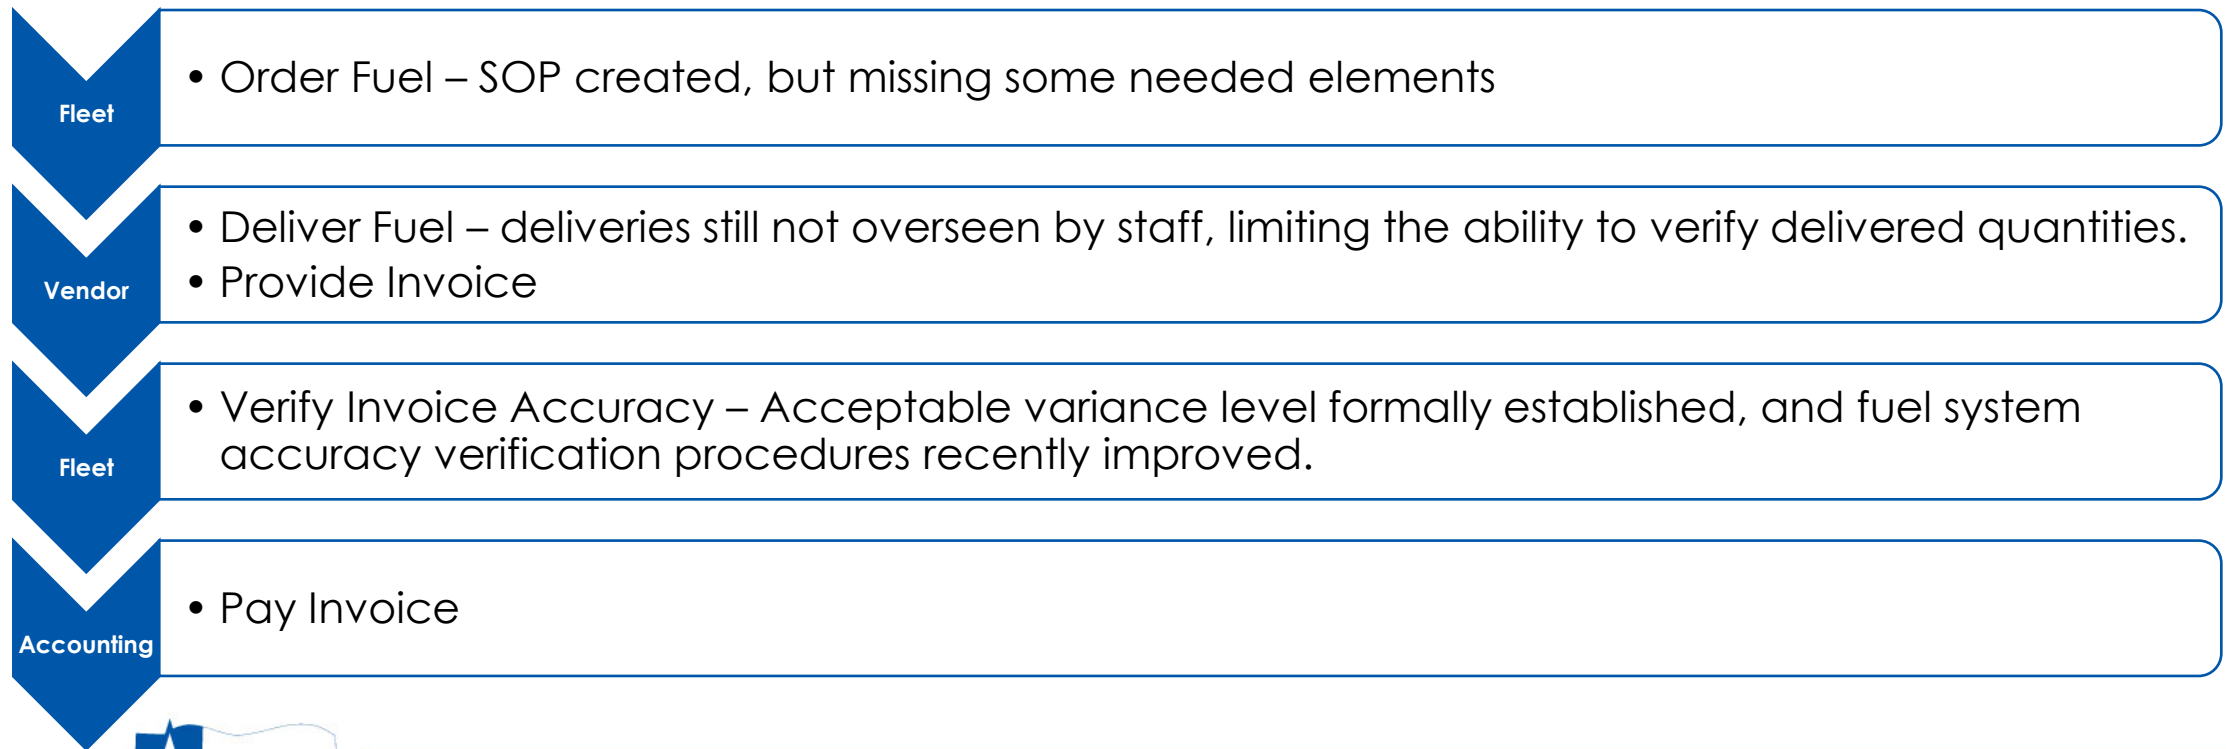 Fleet
• Order Fuel – SOP created, but missing some needed elements
Vendor
• Deliver Fuel – deliveries still not overseen by staff, limiting the ability to verify delivered quantities.
• Provide Invoice
Fleet
• Verify Invoice Accuracy – Acceptable variance level formally established, and fuel system
accuracy verification procedures recently improved.
Accounting
• Pay Invoice